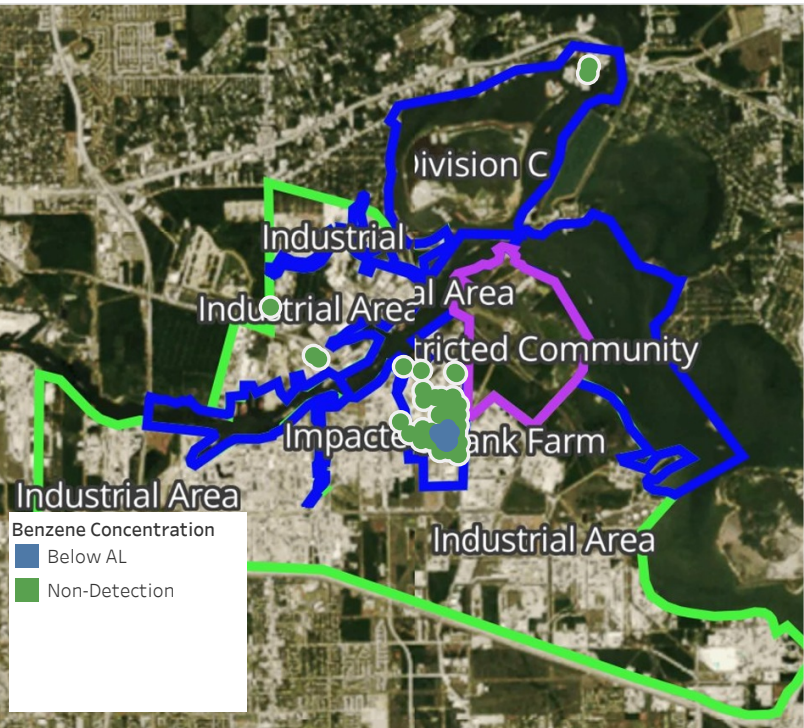 Division C
Industrial
al Area
Industrial Area
tricted Community
Impacte
ank Farm
Industrial Area
Industrial Area
Benzene Concentration
Below AL
Non-Detection